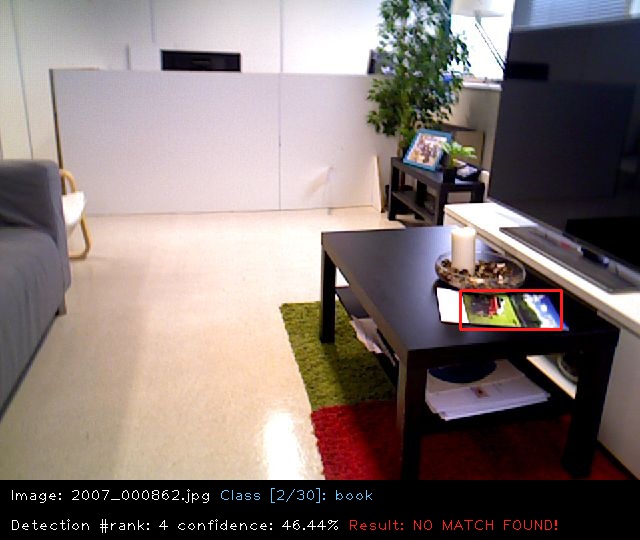 Image: 2007_000862.jpg Class [2/30]: book
Detection #rank: 4 confidence: 46.44% Result: NO MATCH FOUND!